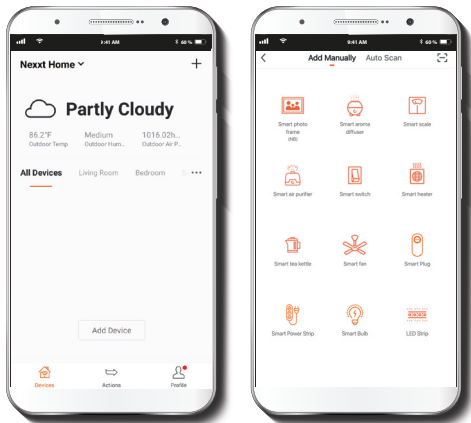 9:41 AM
60 %
Nexxt Home
+
Partly Cloudy
86.2°F
Medium
1016.02h...
Outdoor Temp
Outdoor Hum...
Outdoor Air P...
All Devices
Living Room
Bedroom
S
Add Device
Devices
Actions
Profile
9:41 AM
60 %
Add Manually
Auto Scan
Smart photo
frame
(NB)
Smart aroma
diffuser
Smart scale
Smart air purifier
Smart switch
Smart heater
Smart tea kettle
Smart fan
Smart Plug
Smart Power Strip
Smart Bulb
LED Strip